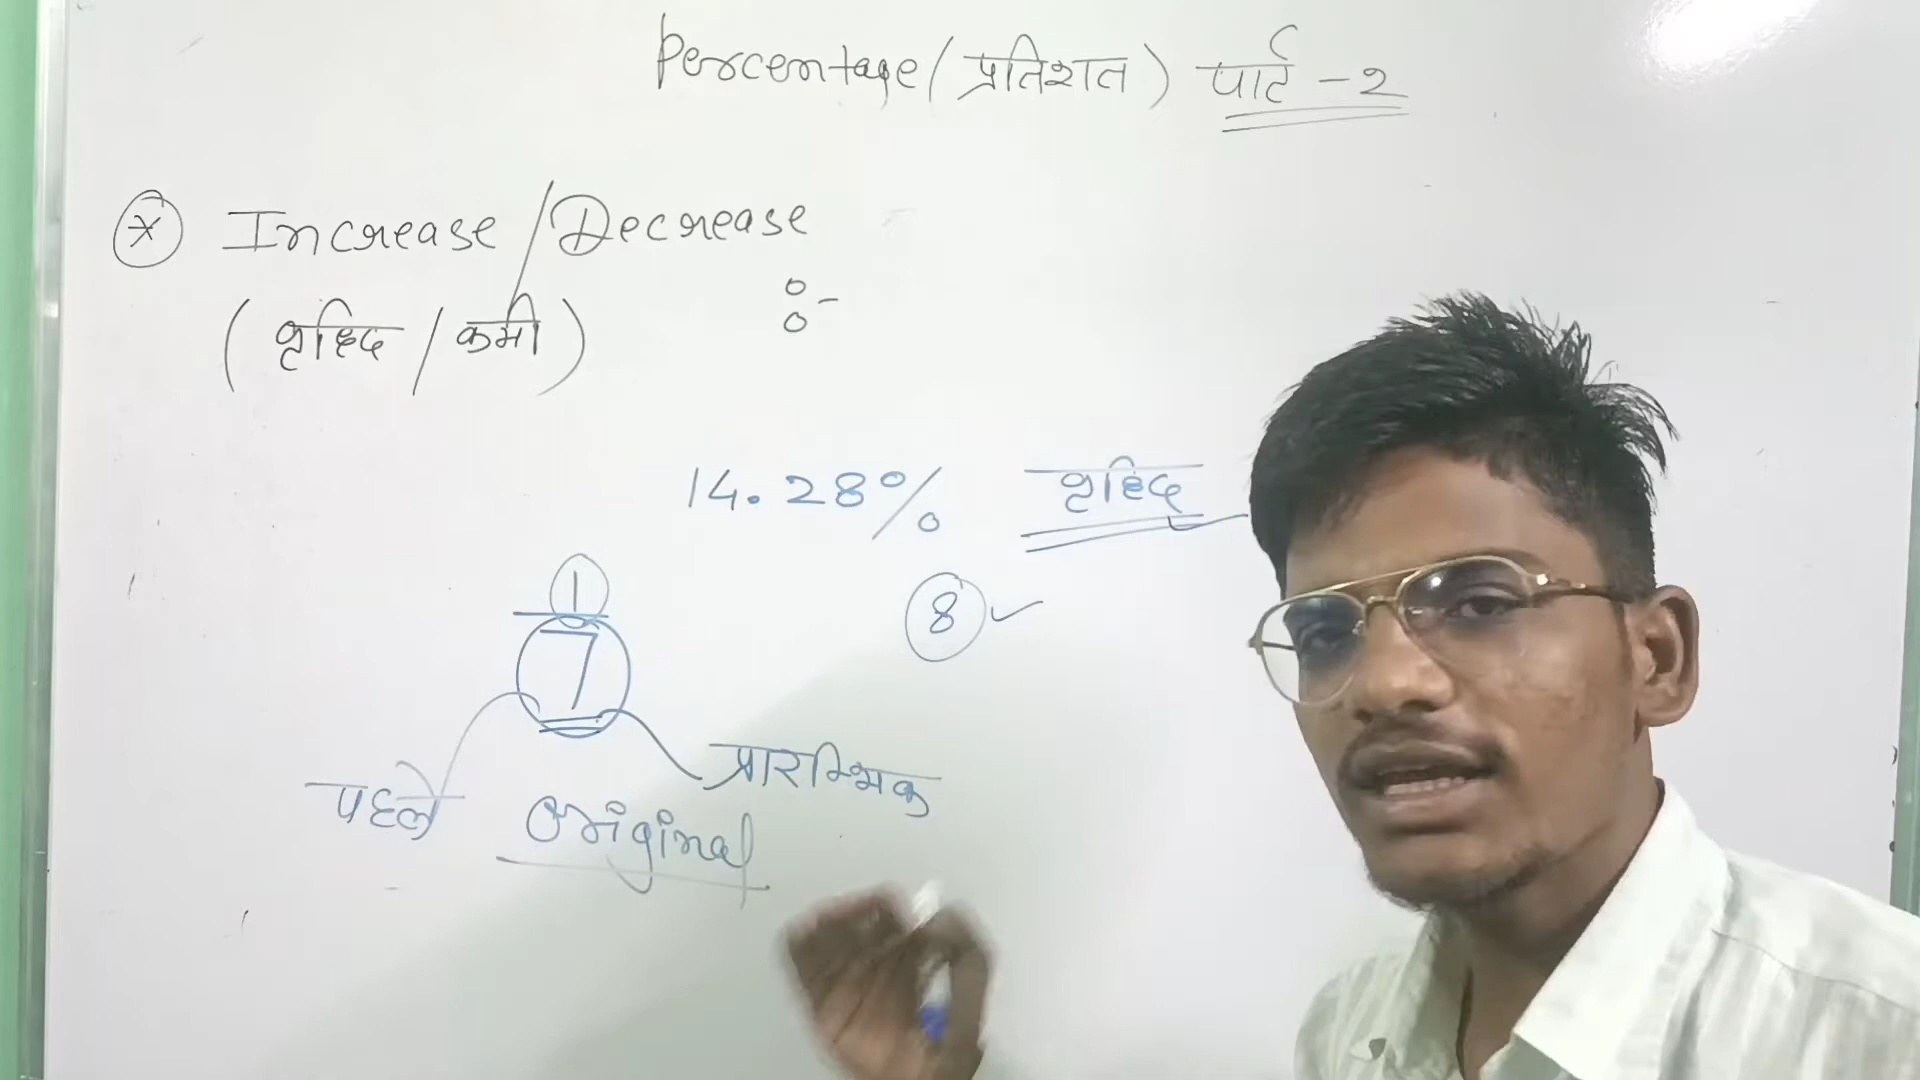 Percentage (प्रतिशत) पार्ट - 2
* Increase / Decrease :-
(वृद्धि / कमी)
14.28% वृद्धि
1
7
8
पहले
प्रारम्भिक
Original